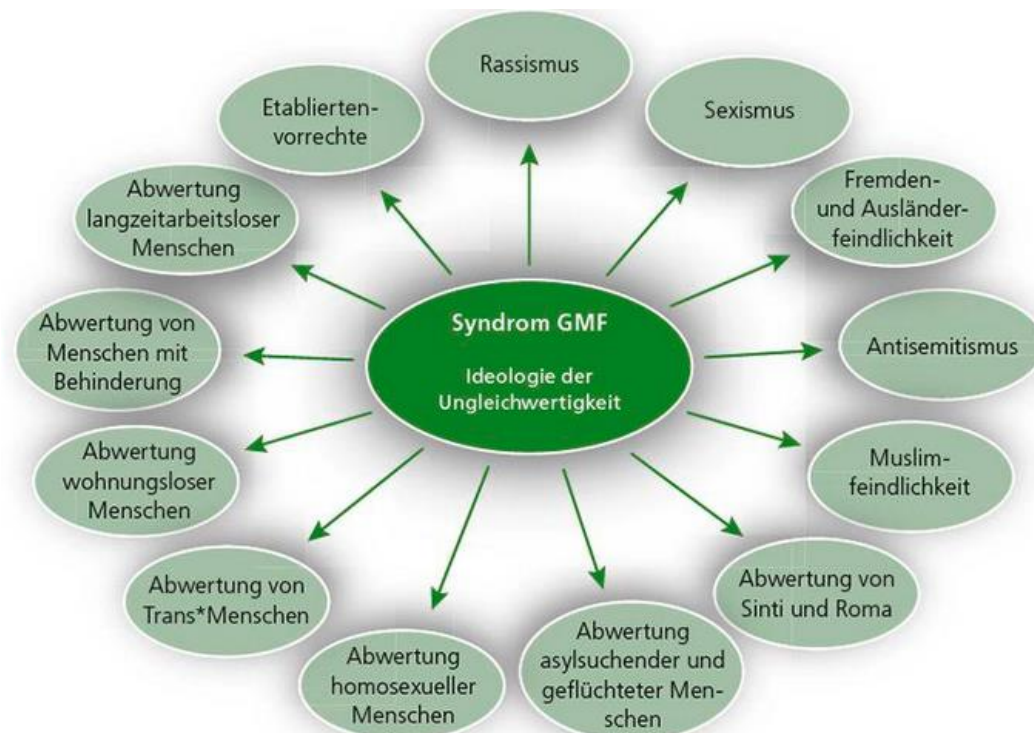 Syndrom GMF
Ideologie der
Ungleichwertigkeit
Rassismus
Sexismus
Fremden-
und Ausländer-
feindlichkeit
Antisemitismus
Muslim-
feindlichkeit
Abwertung von
Sinti und Roma
Abwertung
asylsuchender und
geflüchteter Men-
schen
Abwertung
homosexueller
Menschen
Abwertung von
Trans*Menschen
Abwertung
wohnungsloser
Menschen
Abwertung von
Menschen mit
Behinderung
Abwertung
langzeitarbeitsloser
Menschen
Etablierten-
vorrechte